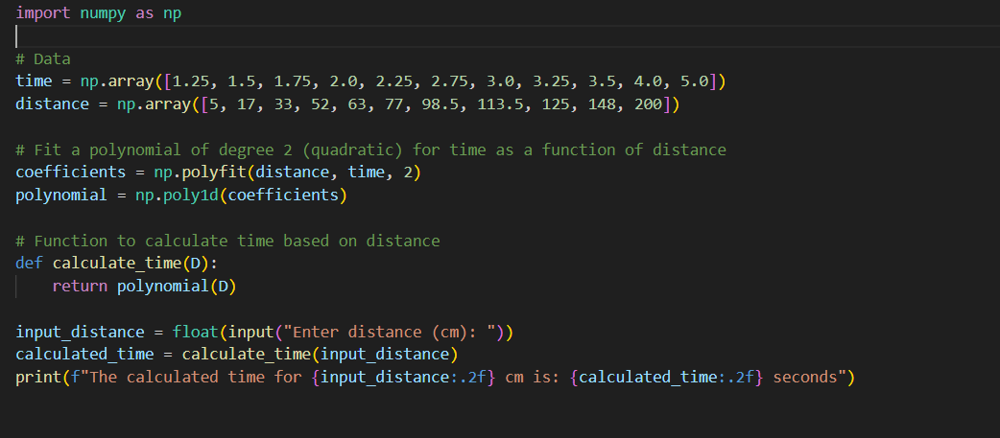 import numpy as np
# Data
time = np.array([1.25, 1.5, 1.75, 2.0, 2.25, 2.75, 3.0, 3.25, 3.5, 4.0, 5.0])
distance = np.array([5, 17, 33, 52, 63, 77, 98.5, 113.5, 125, 148, 200])
# Fit a polynomial of degree 2 (quadratic) for time as a function of distance
coefficients = np.polyfit(distance, time, 2)
polynomial = np.poly1d(coefficients)
# Function to calculate time based on distance
def calculate_time(D):
    return polynomial(D)
input_distance = float(input("Enter distance (cm): "))
calculated_time = calculate_time(input_distance)
print(f"The calculated time for {input_distance:.2f} cm is: {calculated_time:.2f} seconds")